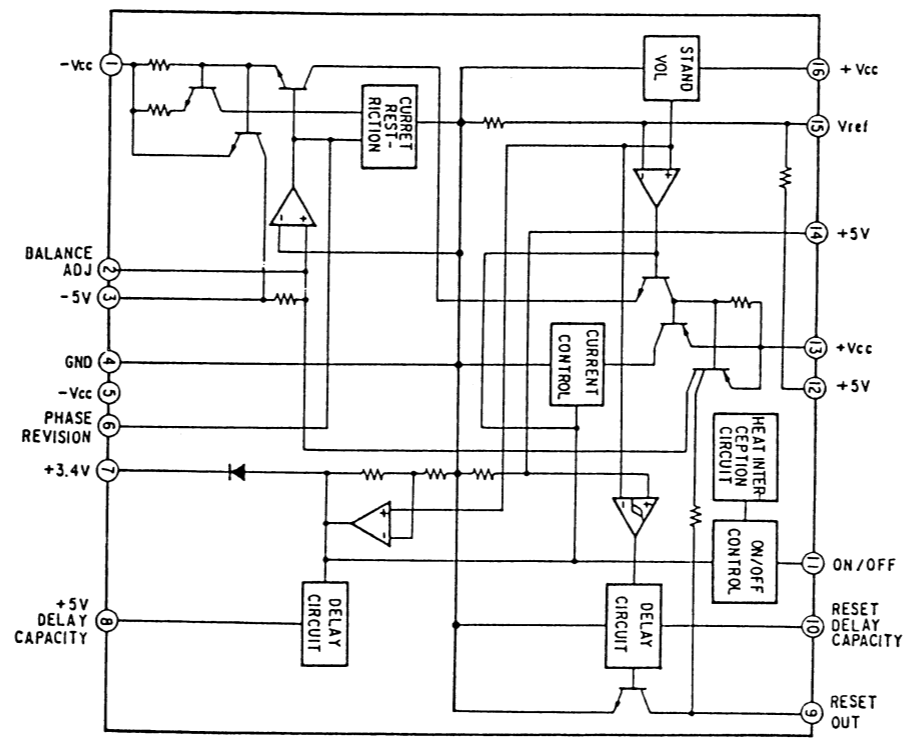 1
-Vcc
BALANCE
ADJ
2
-5V
3
GND
4
-Vcc
5
PHASE
REVISION
6
+3.4V
7
+5V
DELAY
CAPACITY
8
CURRET
REST-
RICTION
STAND
VOL
- +
- +
CURRENT
CONTROL
HEAT INTER
CEPTION
CIRCUIT
+
-
- +
ON/OFF
CONTROL
DELAY
CIRCUIT
DELAY
CIRCUIT
16
+Vcc
15
Vref
14
+5V
13
+Vcc
12
+5V
11
ON/OFF
10
RESET
DELAY
CAPACITY
9
RESET
OUT